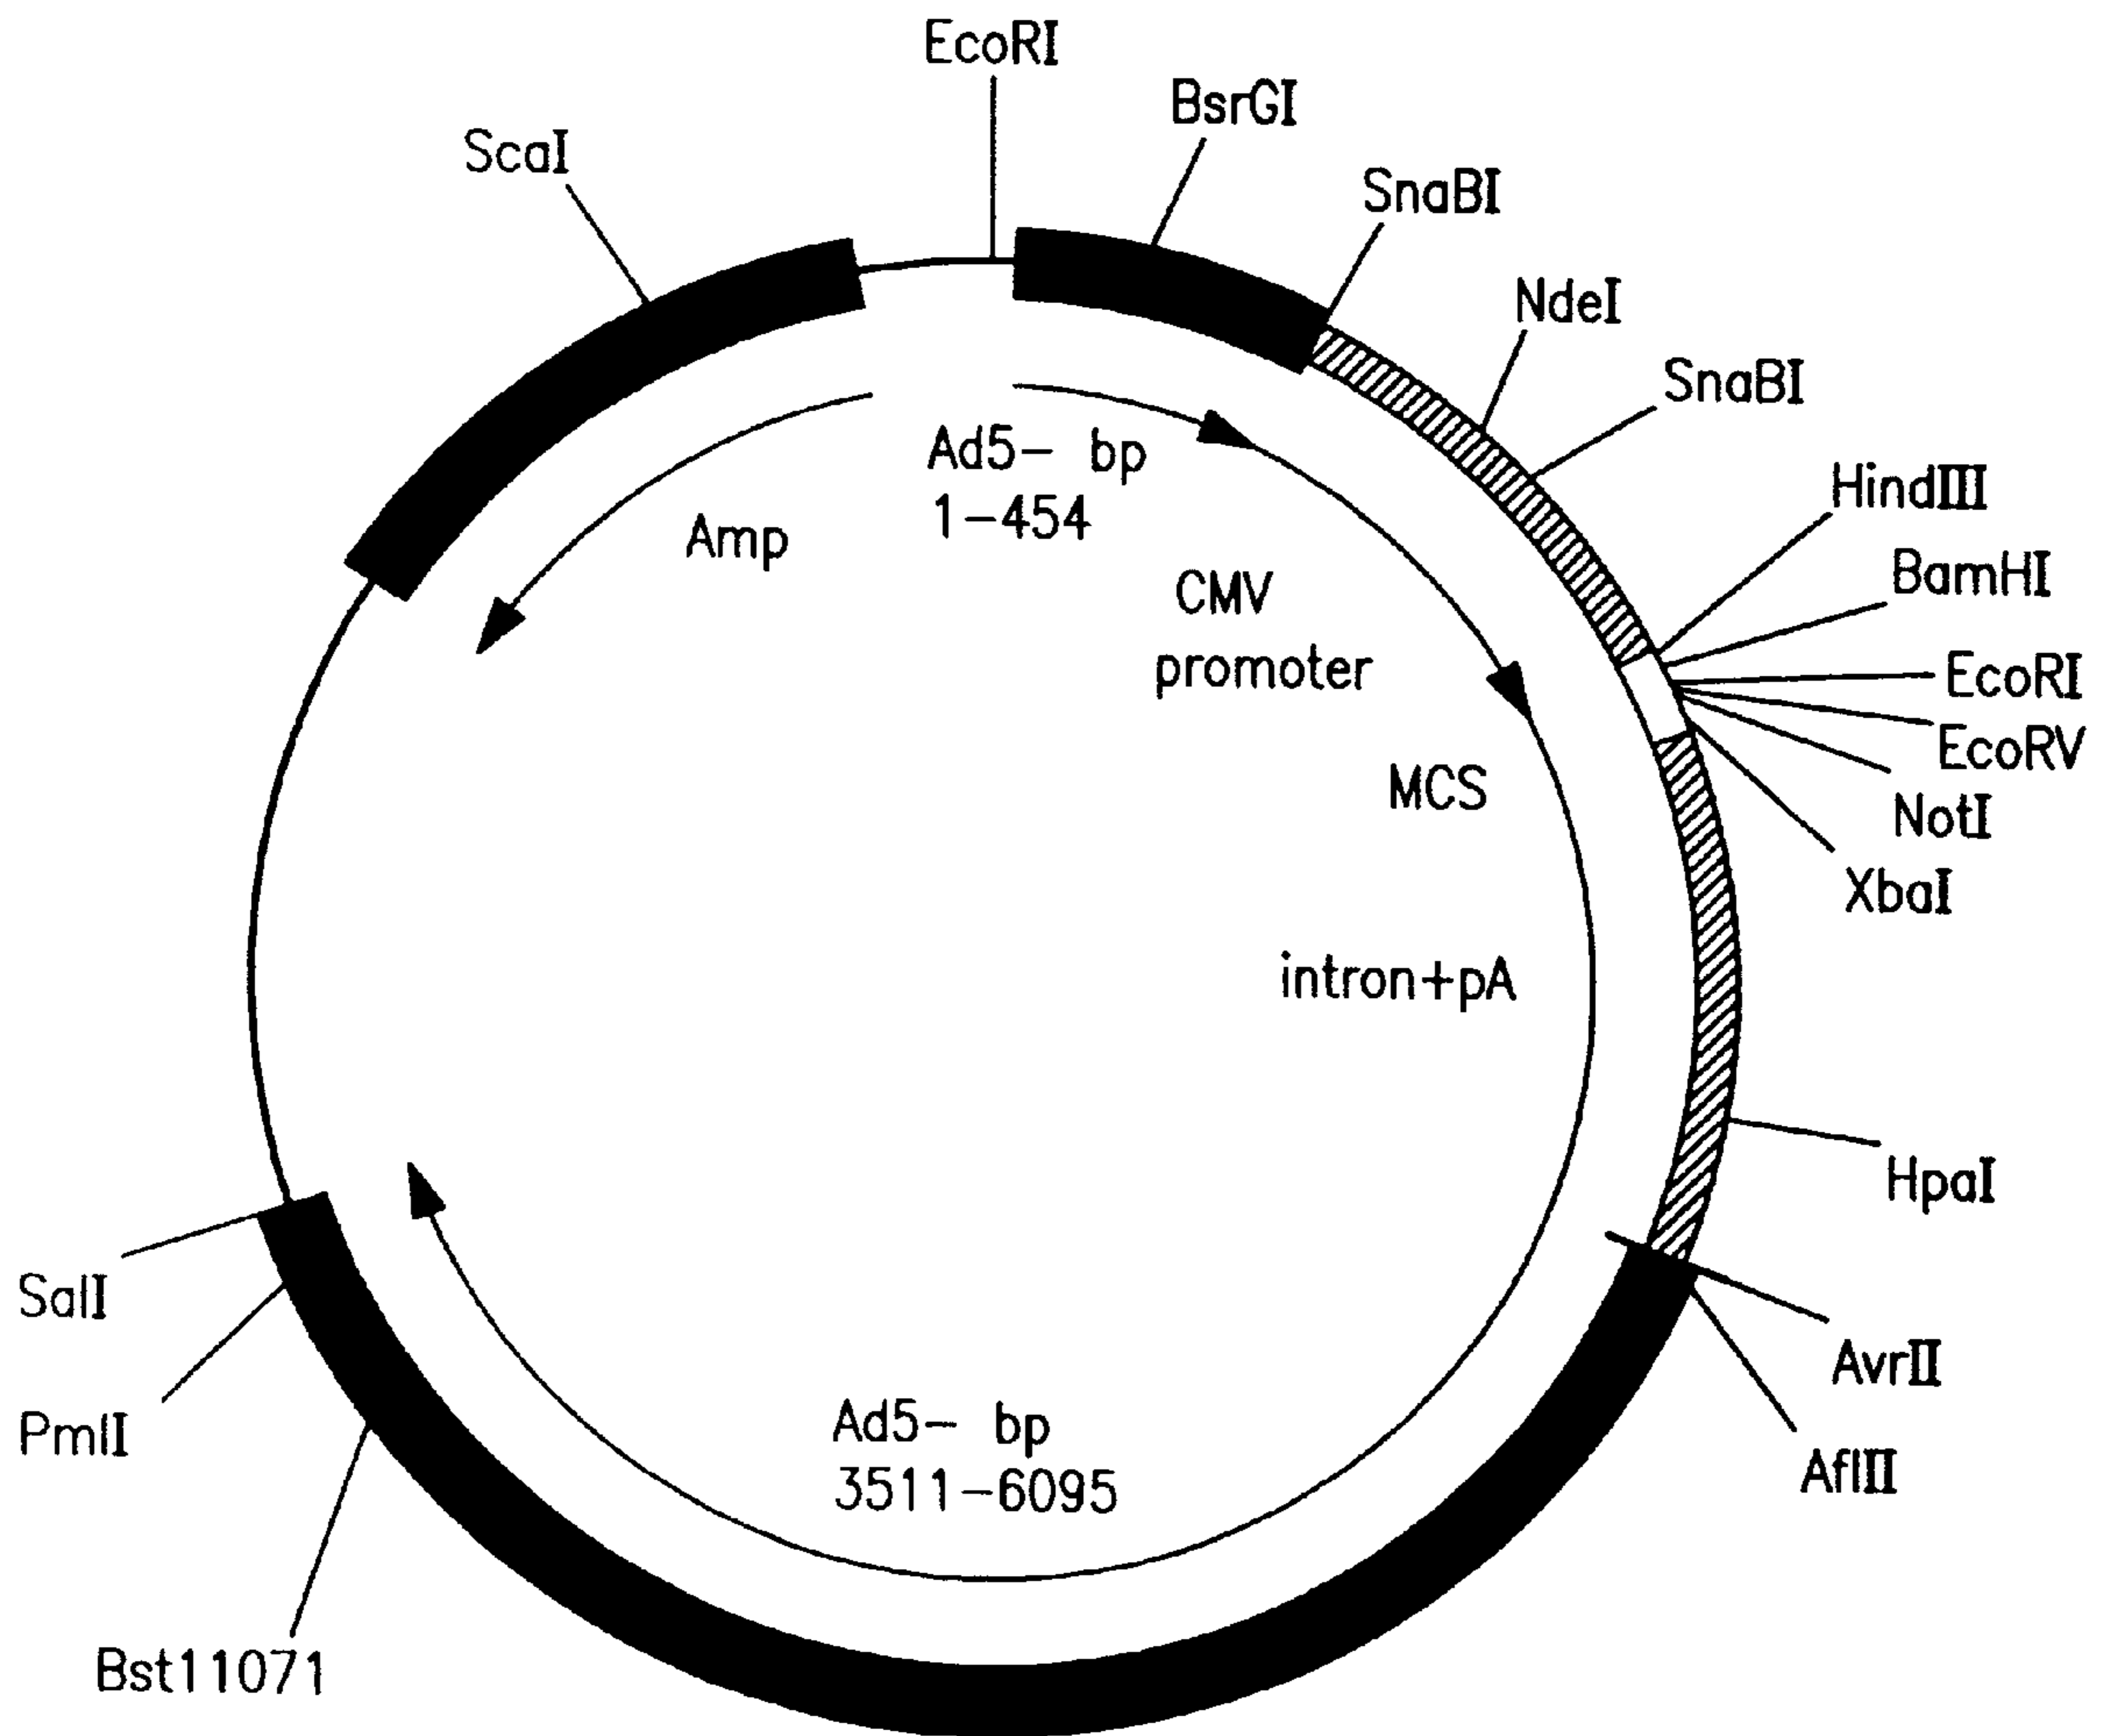 EcoRI
BsrGI
ScaI
SnaBI
NdeI
SnaBI
Ad5- bp
1-454
HindIII
Amp
BamHI
CMV
promoter
EcoRI
EcoRV
MCS
NotI
XbaI
intron+pA
HpaI
SalI
AvrII
PmlI
Ad5- bp
3511-6095
AflII
Bst11071